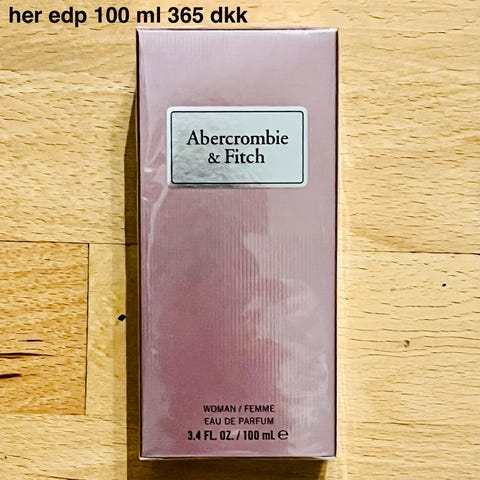 her edp 100 ml 365 dkk
Abercrombie
& Fitch
WOMAN / FEMME
EAU DE PARFUM
3.4 FL. OZ. / 100 mL ℮